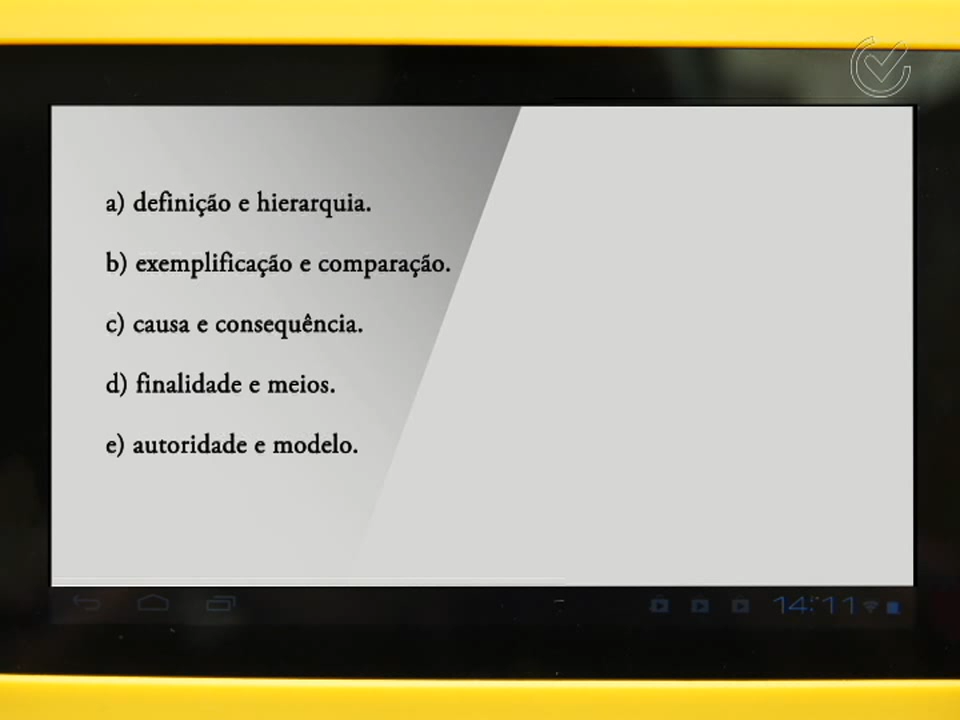 a) definição e hierarquia.
b) exemplificação e comparação.
c) causa e consequência.
d) finalidade e meios.
e) autoridade e modelo.
14:11